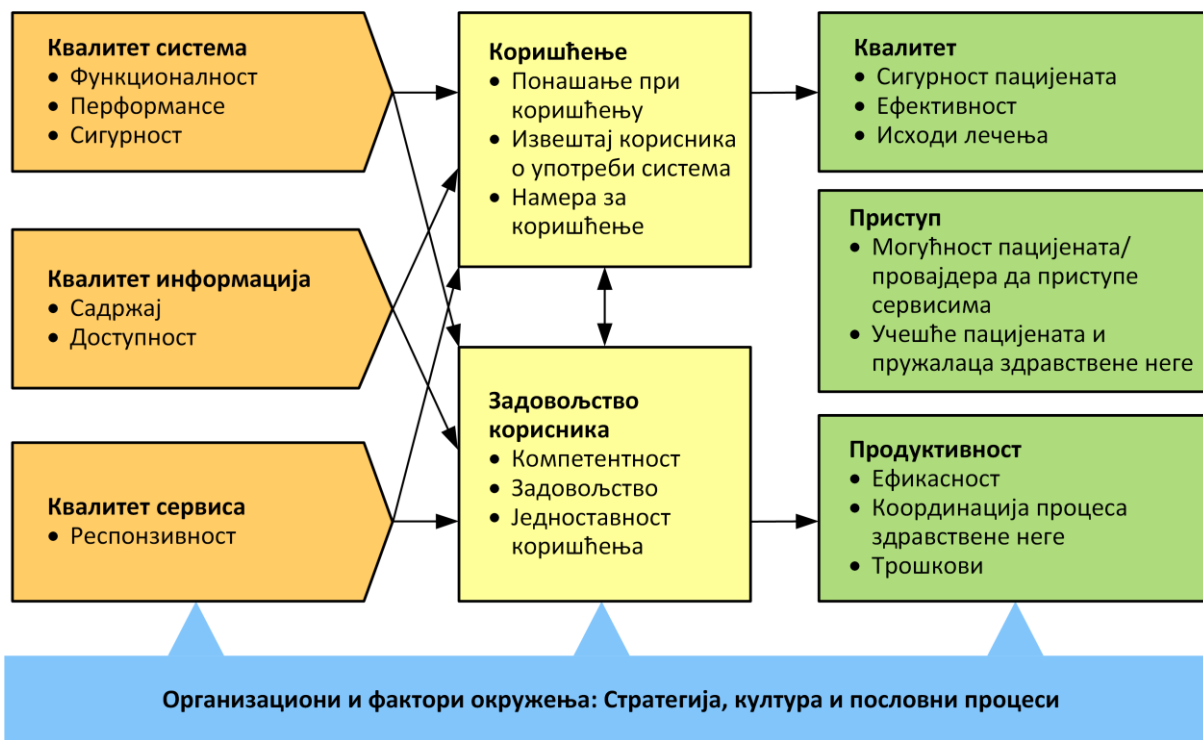 Квалитет система
• Функционалност
• Перформансе
• Сигурност
Квалитет информација
• Садржај
• Доступност
Квалитет сервиса
• Респонзивност
Коришћење
• Понашање при
коришћењу
• Извештај корисника
о употреби система
• Намера за
коришћење
Задовољство
корисника
• Компетентност
• Задовољство
• Једноставност
коришћења
Квалитет
• Сигурност пацијената
• Ефективност
• Исходи лечења
Приступ
• Могућност пацијената/
провајдера да приступе
сервисима
• Учешће пацијената и
пружалаца здравствене неге
Продуктивност
• Ефикасност
• Координација процеса
здравствене неге
• Трошкови
Организациони и фактори окружења: Стратегија, култура и пословни процеси